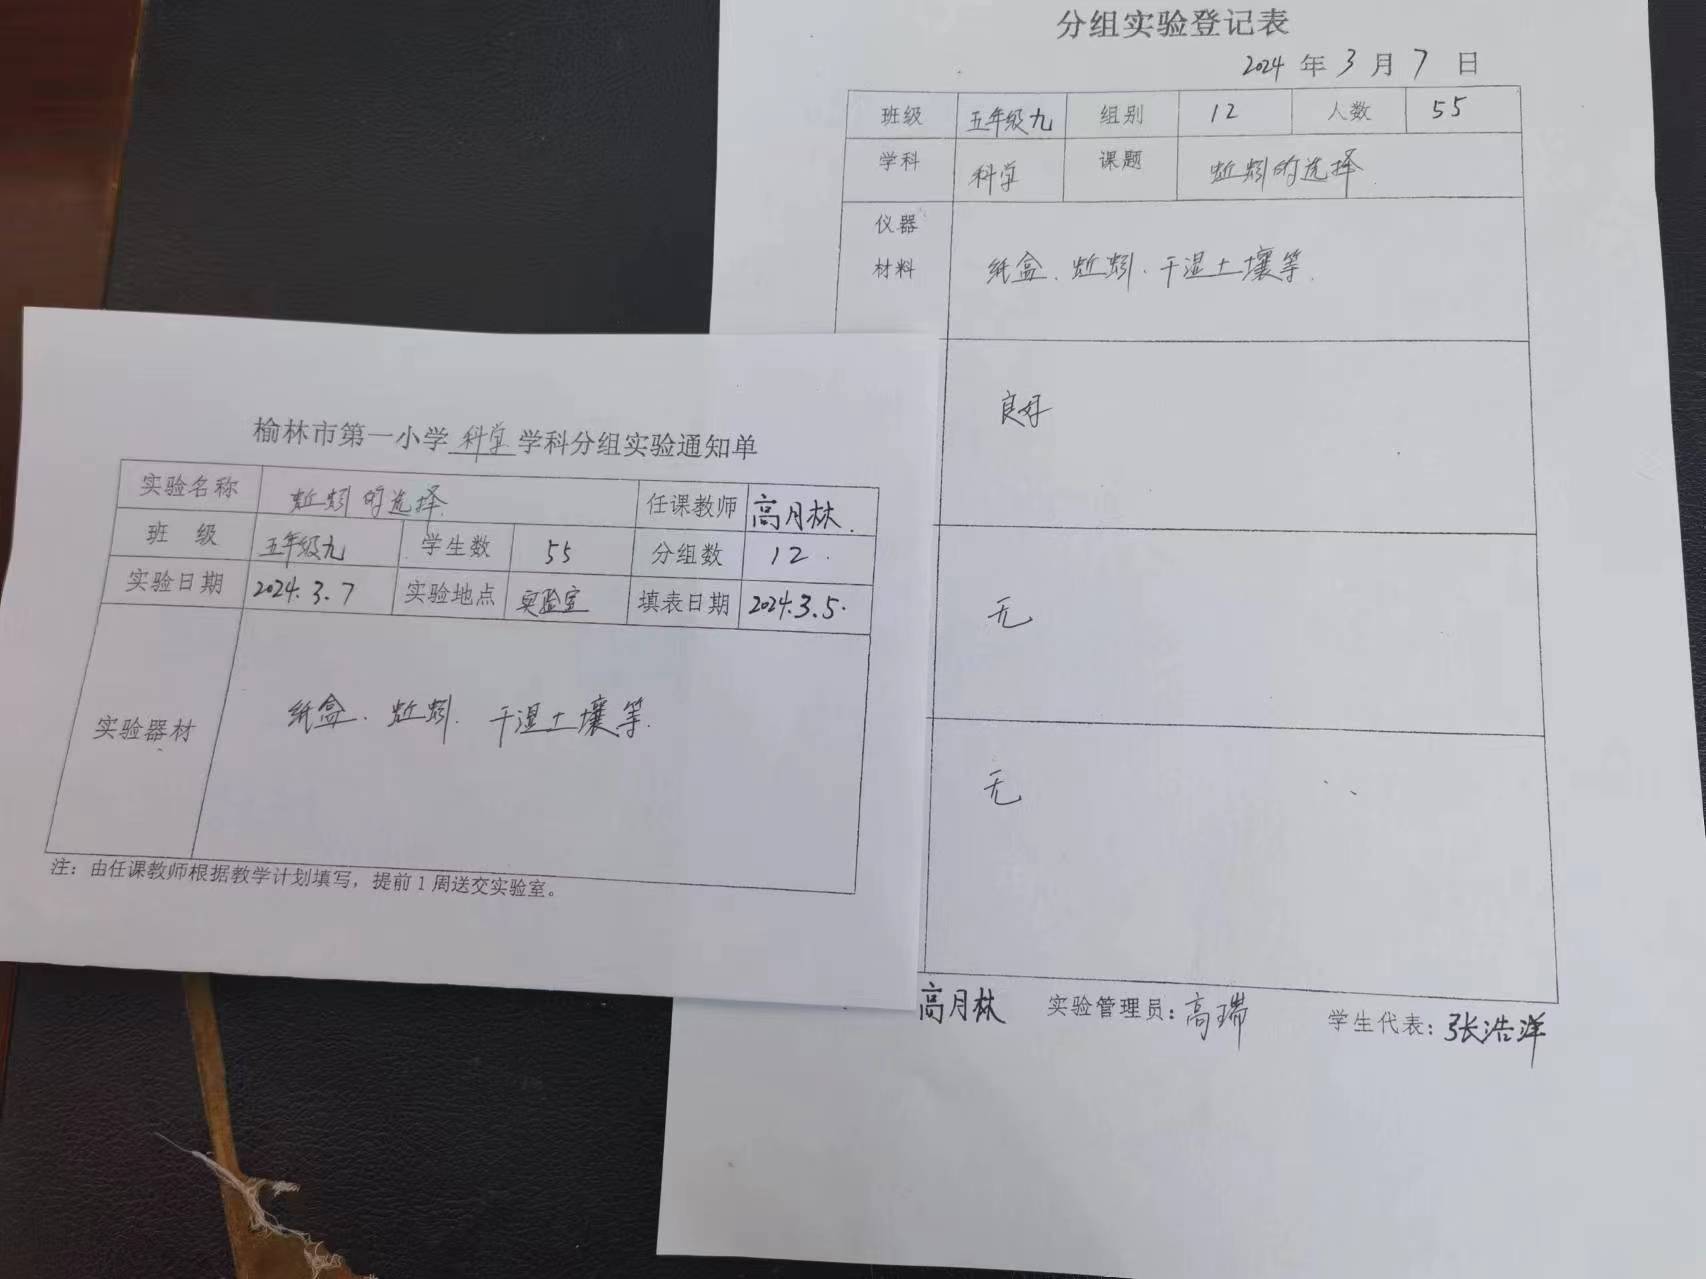 分组实验登记表
2024 年 3 月 7 日
班级 五年级九 组别 12 人数 55
学科 科学 课题 蚯蚓的选择
仪器
材料 纸盒、蚯蚓、干湿土壤等.
良好
无
无
高月林 实验管理员：高瑞 学生代表：张浩洋
榆林市第一小学 科学 学科分组实验通知单
实验名称 蚯蚓的选择 任课教师 高月林.
班 级 五年级九 学生数 55 分组数 12.
实验日期 2024.3.7 实验地点 实验室 填表日期 2024.3.5.
实验器材 纸盒、蚯蚓、干湿土壤等.
注：由任课教师根据教学计划填写，提前1周送交实验室。